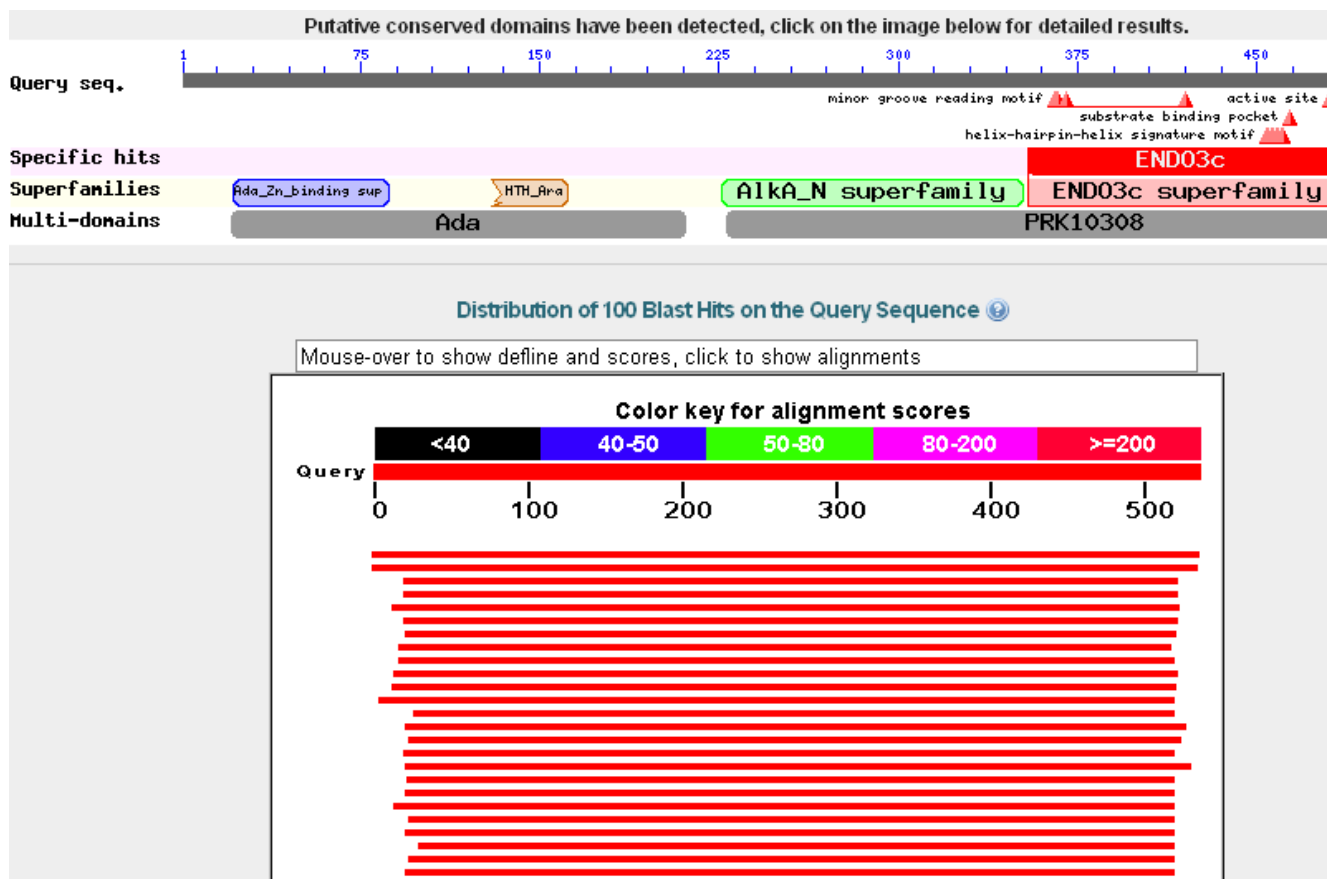 Putative conserved domains have been detected, click on the image below for detailed results.
1 75 150 225 300 375 450
Query seq.
minor groove reading motif active site
substrate binding pocket
helix-hairpin-helix signature motif
Specific hits ENDO3c
Superfamilies Ada_Zn_binding sup HTH_Ara AlkA_N superfamily ENDO3c superfamily
Multi-domains Ada PRK10308
Distribution of 100 Blast Hits on the Query Sequence ?
Mouse-over to show defline and scores, click to show alignments
Color key for alignment scores
<40 40-50 50-80 80-200 >=200
Query
0 100 200 300 400 500